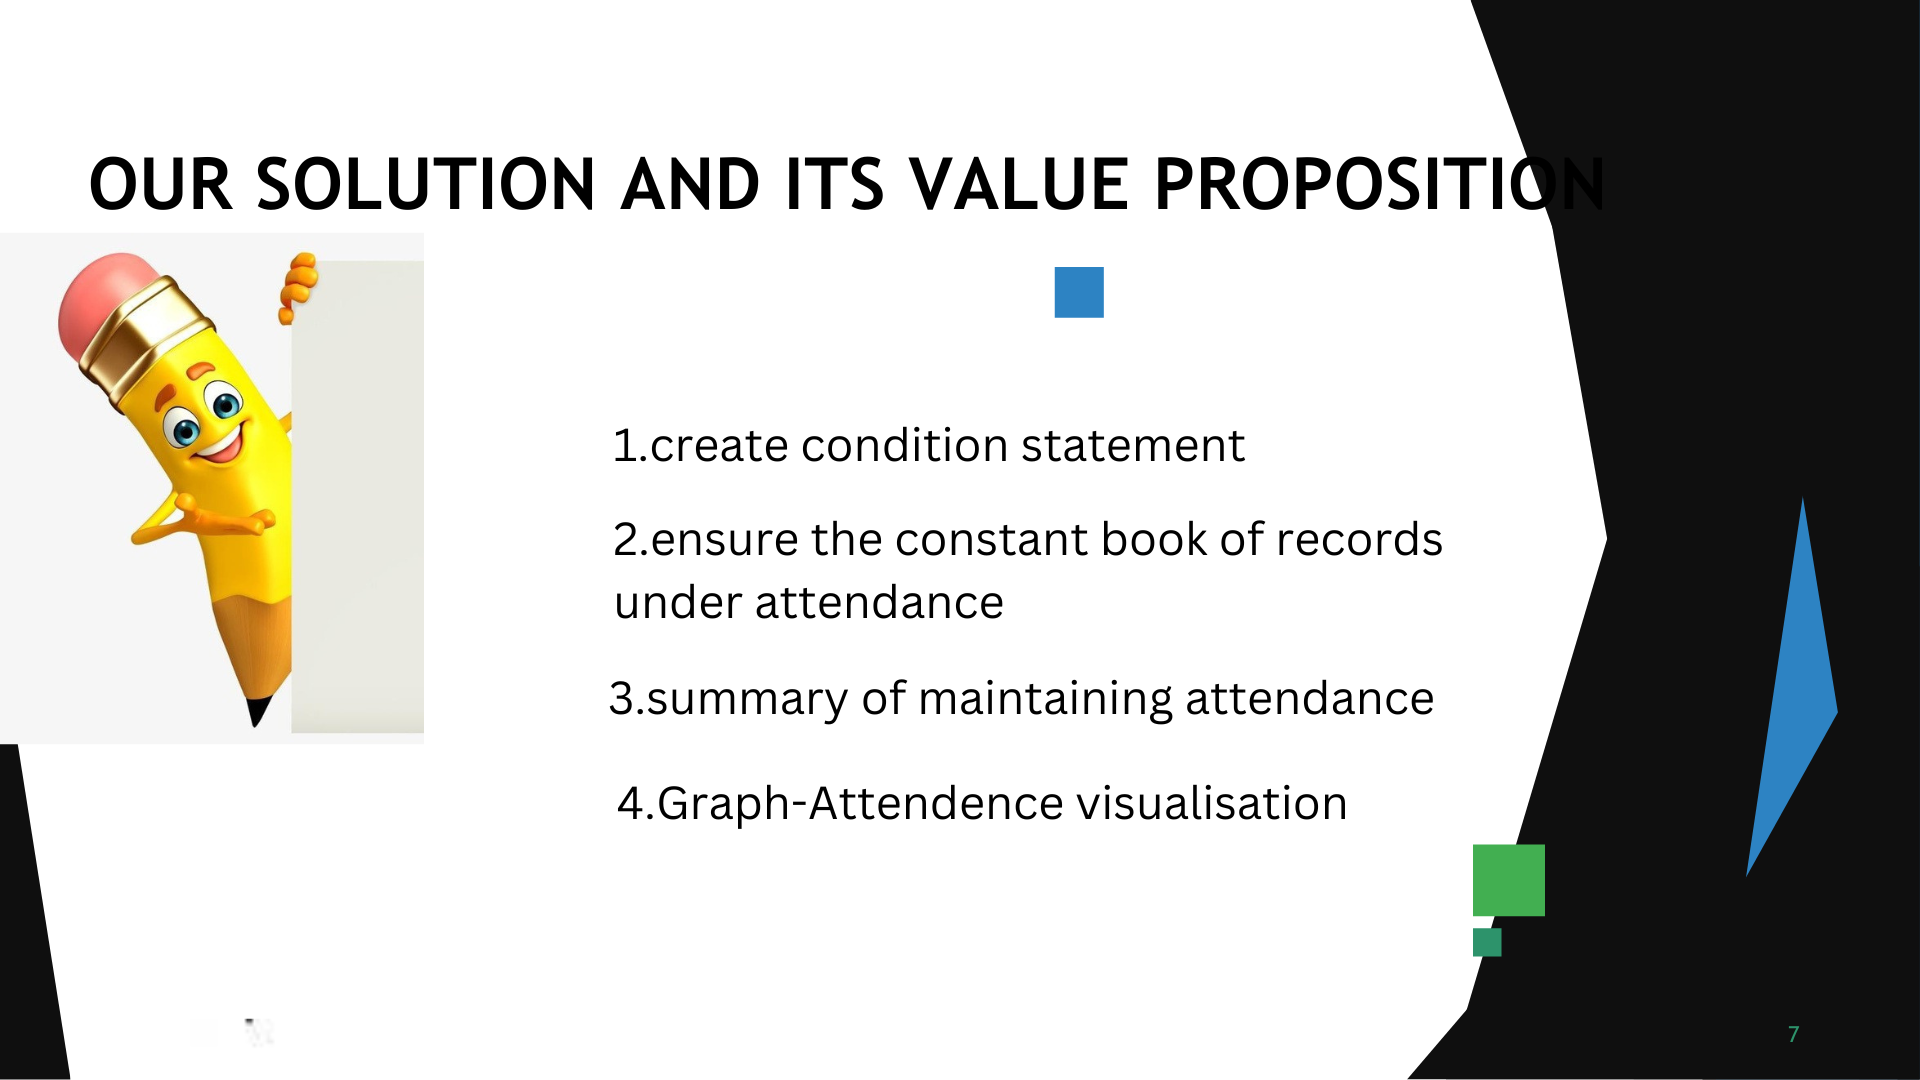 OUR SOLUTION AND ITS VALUE PROPOSITION
1.create condition statement
2.ensure the constant book of records
under attendance
3.summary of maintaining attendance
4.Graph-Attendence visualisation
7